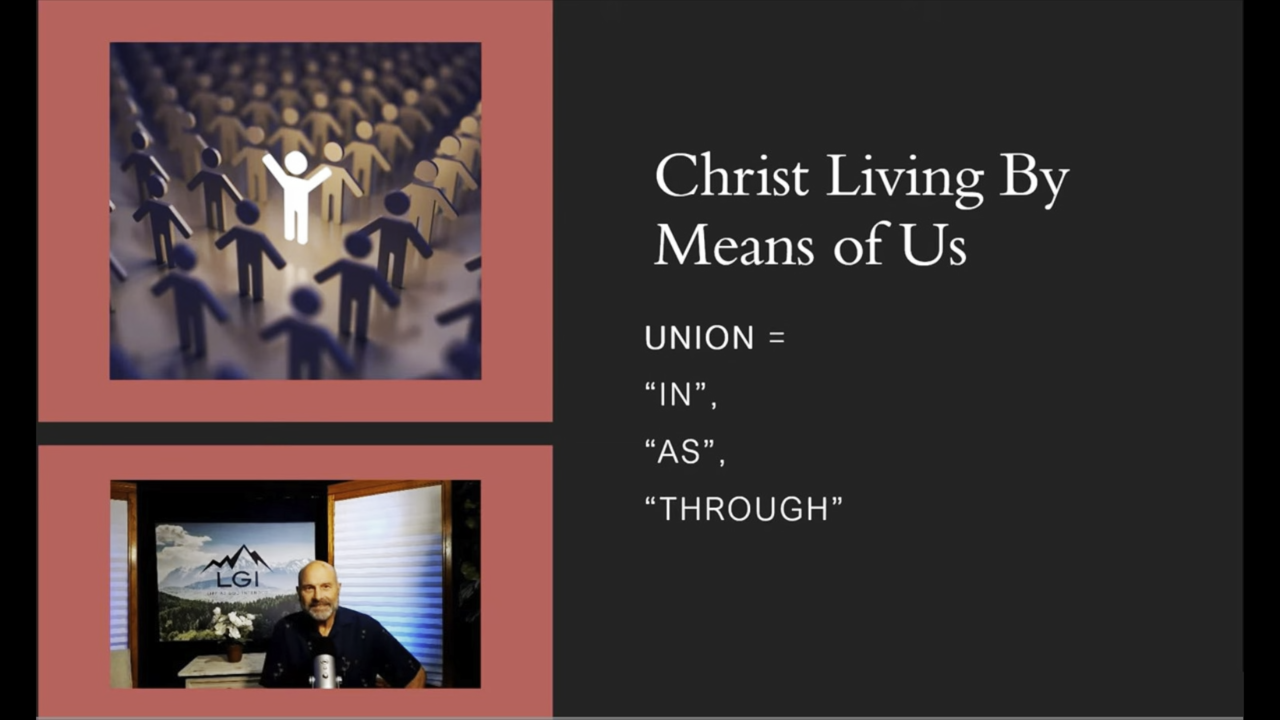 Christ Living By
Means of Us
UNION =
“IN”,
“AS”,
“THROUGH”
LGI